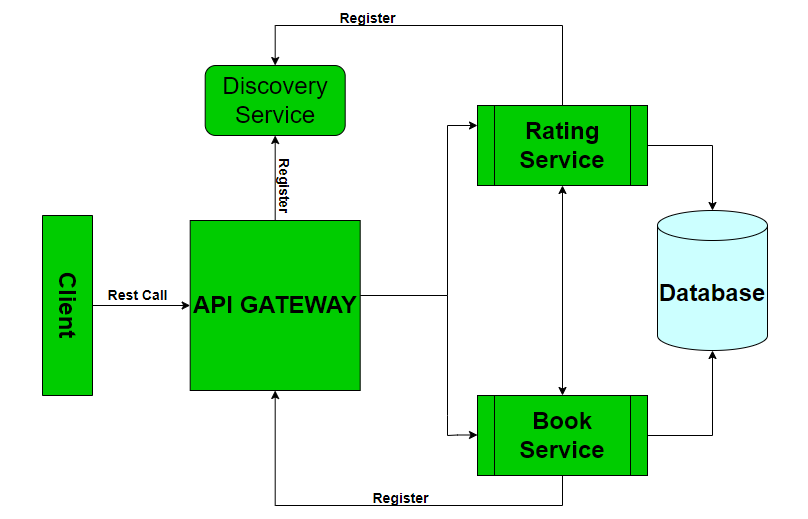 Register
Discovery
Service
Register
Rating
Service
Client
Rest Call
API GATEWAY
Database
Book
Service
Register